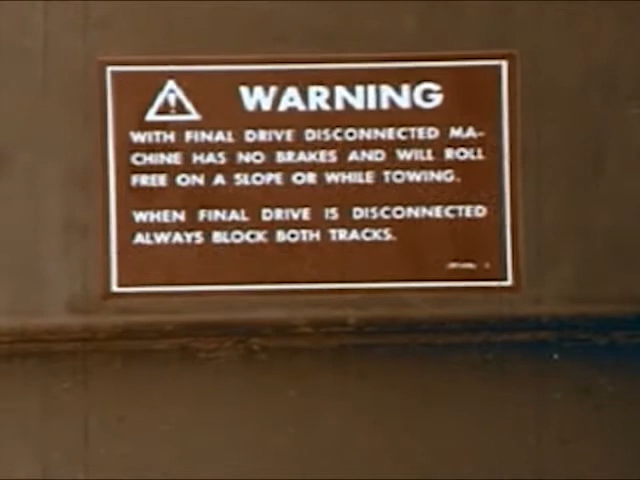 WARNING
WITH FINAL DRIVE DISCONNECTED MA-
CHINE HAS NO BRAKES AND WILL ROLL
FREE ON A SLOPE OR WHILE TOWING.
WHEN FINAL DRIVE IS DISCONNECTED
ALWAYS BLOCK BOTH TRACKS.